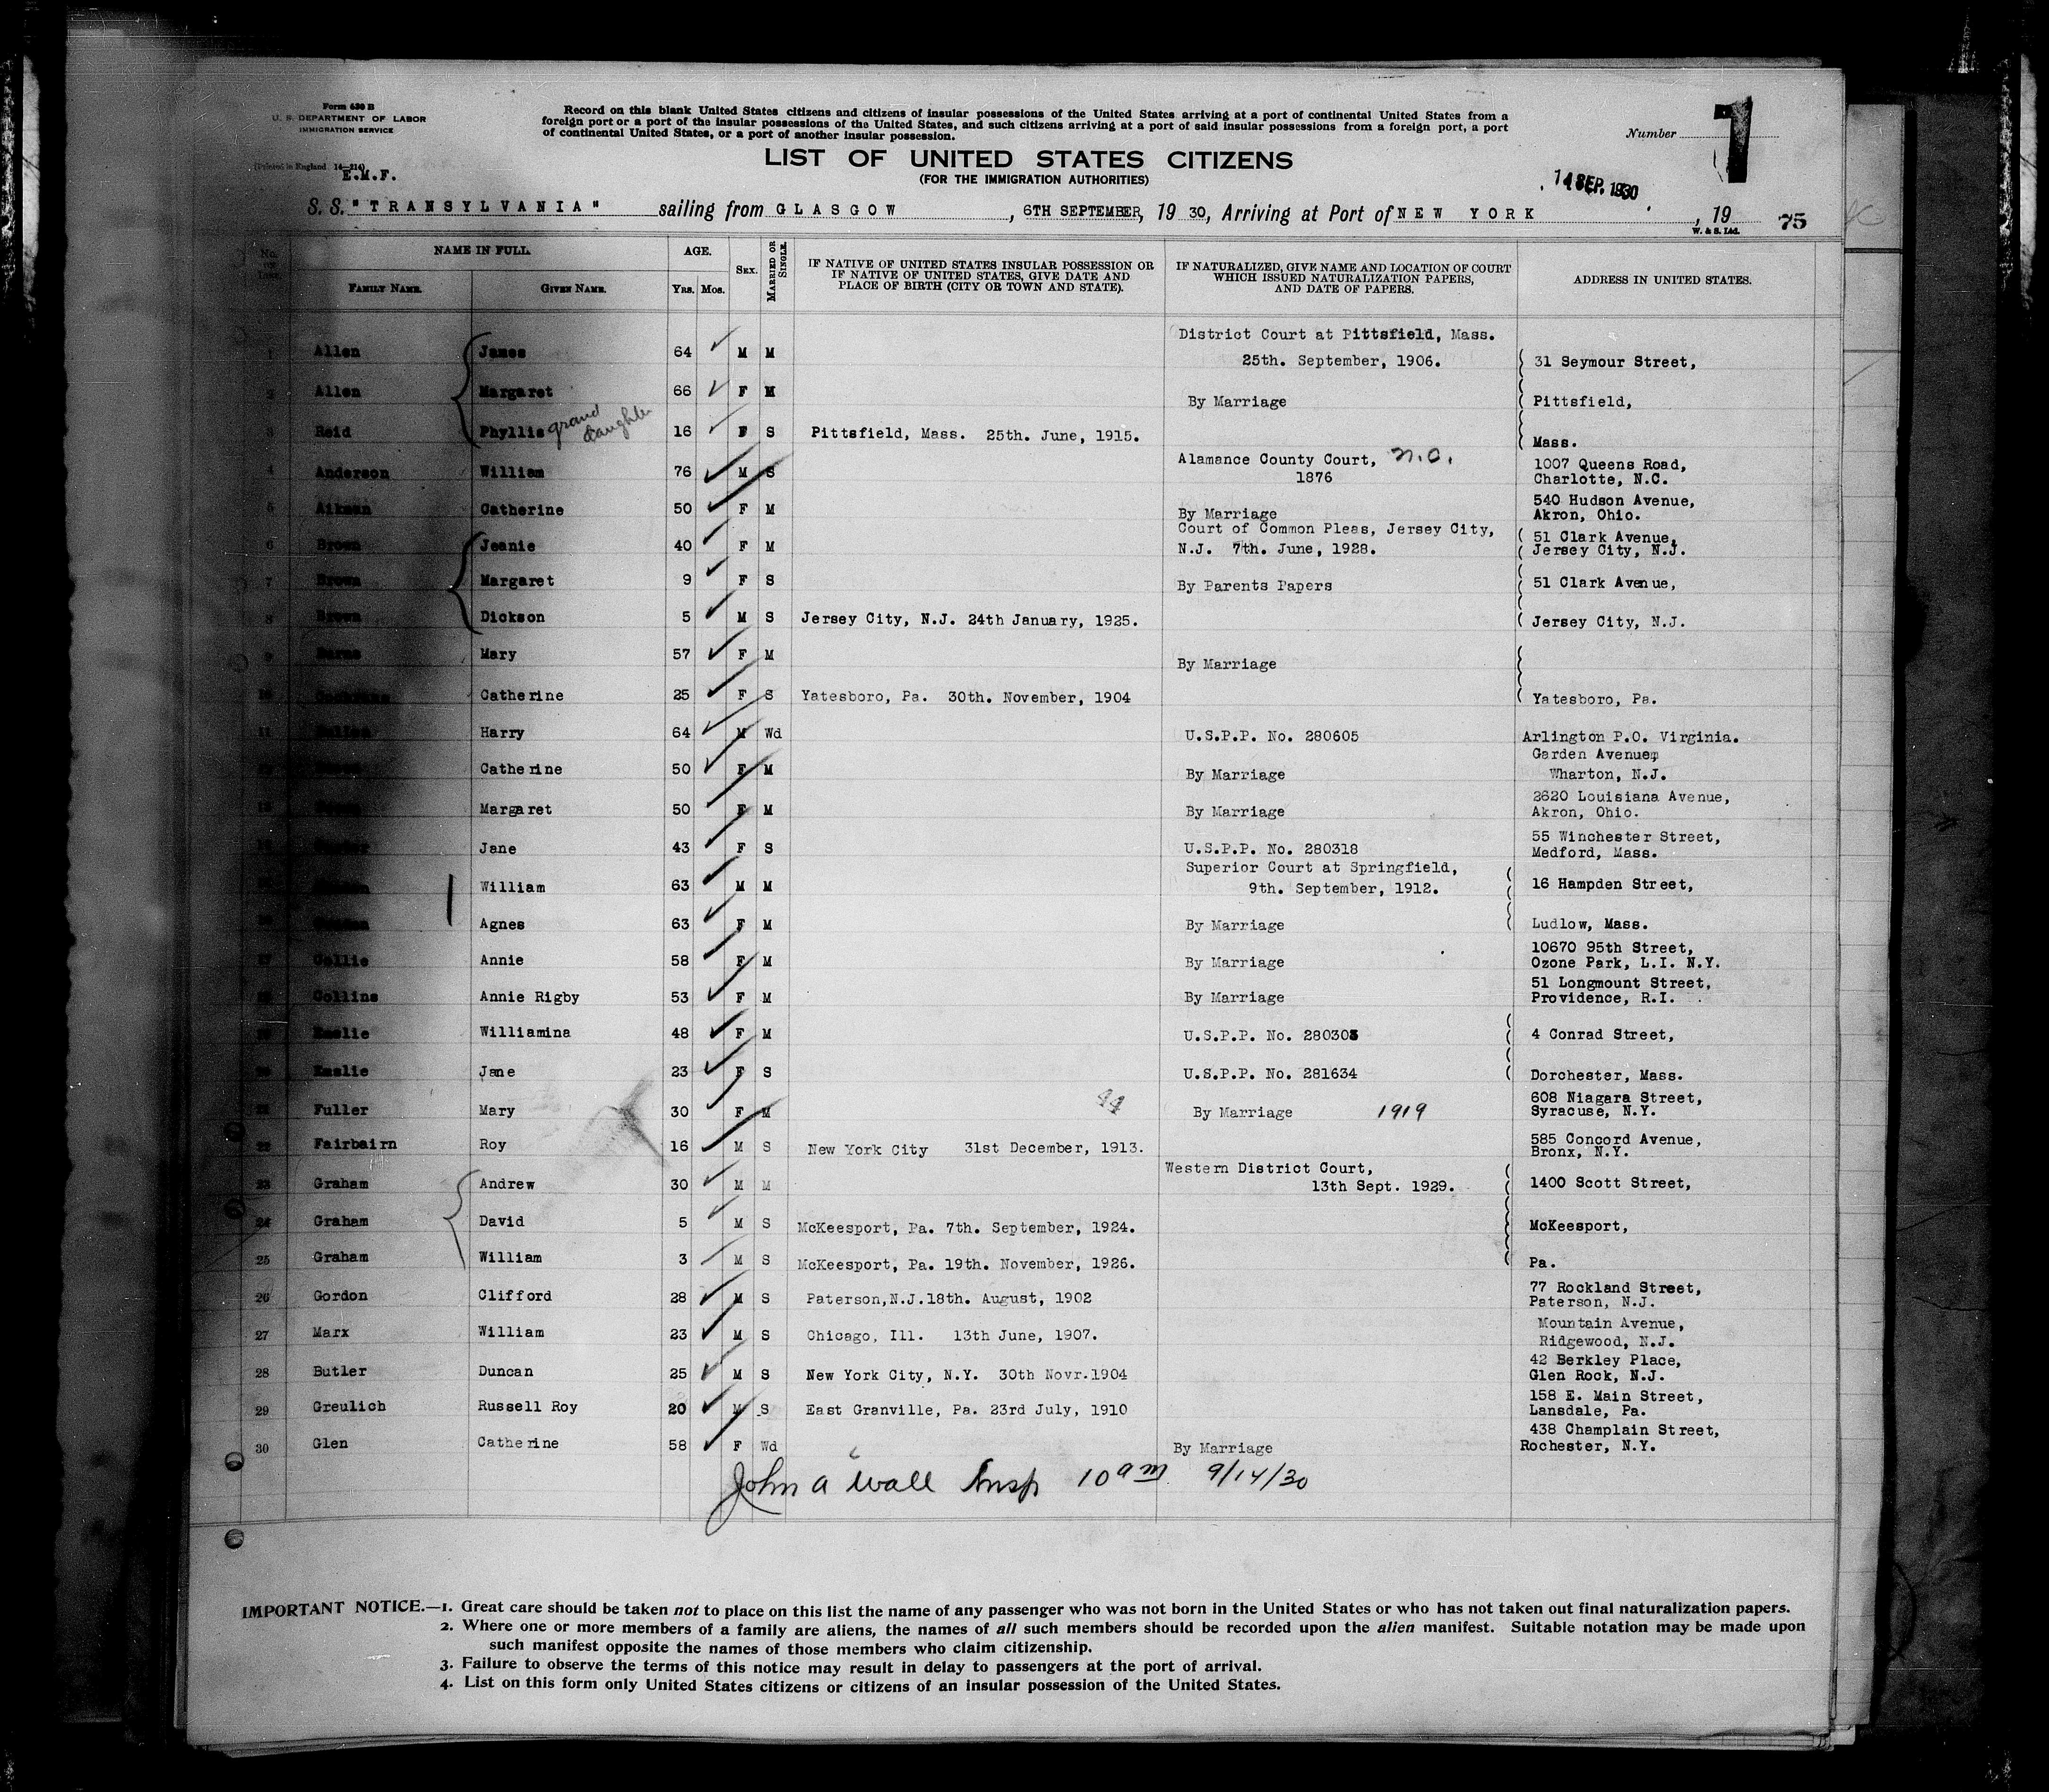 Form 630 B
U. S. DEPARTMENT OF LABOR
IMMIGRATION SERVICE
(Printed in England 14—214)
E.M.F.
Record on this blank United States citizens and citizens of insular possessions of the United States arriving at a port of continental United States from a
foreign port or a port of the insular possessions of the United States, and such citizens arriving at a port of said insular possessions from a foreign port, a port
of continental United States, or a port of another insular possession.
Number 7
LIST OF UNITED STATES CITIZENS
(FOR THE IMMIGRATION AUTHORITIES)
14 SEP. 1930
S. S. "TRANSYLVANIA" sailing from GLASGOW, 6TH SEPTEMBER, 19 30, Arriving at Port of NEW YORK, 19
W. & S. Ltd.
75
No. on List. NAME IN FULL. AGE. SEX. MARRIED OR SINGLE. IF NATIVE OF UNITED STATES INSULAR POSSESSION OR IF NATIVE OF UNITED STATES, GIVE DATE AND PLACE OF BIRTH (CITY OR TOWN AND STATE). IF NATURALIZED, GIVE NAME AND LOCATION OF COURT WHICH ISSUED NATURALIZATION PAPERS, AND DATE OF PAPERS. ADDRESS IN UNITED STATES.
FAMILY NAME. GIVEN NAME. YRS. MOS.
1 Allen James 64 M M District Court at Pittsfield, Mass. 25th. September, 1906. 31 Seymour Street,
2 Allen Margaret 66 F M By Marriage Pittsfield,
3 Reid Phyllis grand daughter 16 F S Pittsfield, Mass. 25th. June, 1915. Mass.
4 Anderson William 76 M S Alamance County Court, N.C. 1876 1007 Queens Road, Charlotte, N.C.
5 Aikman Catherine 50 F M By Marriage 540 Hudson Avenue, Akron, Ohio.
6 Brown Jeanie 40 F M Court of Common Pleas, Jersey City, N.J. 7th. June, 1928. 51 Clark Avenue, Jersey City, N.J.
7 Brown Margaret 9 F S By Parents Papers 51 Clark Avenue,
8 Brown Dickson 5 M S Jersey City, N.J. 24th January, 1925. Jersey City, N.J.
9 Mary 57 F M By Marriage
10 Catherine 25 F S Yatesboro, Pa. 30th. November, 1904 Yatesboro, Pa.
11 Harry 64 M Wd U.S.P.P. No. 280605 Arlington P.O. Virginia.
Catherine 50 F M By Marriage Garden Avenue, Wharton, N.J.
Margaret 50 F M By Marriage 2620 Louisiana Avenue, Akron, Ohio.
Jane 43 F S U.S.P.P. No. 280318 55 Winchester Street, Medford, Mass.
William 63 M M Superior Court at Springfield, 9th. September, 1912. 16 Hampden Street,
Agnes 63 F M By Marriage Ludlow, Mass.
17 Collie Annie 58 F M By Marriage 10670 95th Street, Ozone Park, L.I. N.Y.
Collins Annie Rigby 53 F M By Marriage 51 Longmount Street, Providence, R.I.
Emslie Williamina 48 F M U.S.P.P. No. 280303 4 Conrad Street,
Emslie Jane 23 F S U.S.P.P. No. 281634 Dorchester, Mass.
Fuller Mary 30 F M 44 By Marriage 1919 608 Niagara Street, Syracuse, N.Y.
22 Fairbairn Roy 16 M S New York City 31st December, 1913. 585 Concord Avenue, Bronx, N.Y.
23 Graham Andrew 30 M M Western District Court, 13th Sept. 1929. 1400 Scott Street,
24 Graham David 5 M S McKeesport, Pa. 7th. September, 1924. McKeesport,
25 Graham William 3 M S McKeesport, Pa. 19th. November, 1926. Pa.
26 Gordon Clifford 28 M S Paterson,N.J.18th. August, 1902 77 Rockland Street, Paterson, N.J.
27 Marx William 23 M S Chicago, Ill. 13th June, 1907. Mountain Avenue, Ridgewood, N.J.
28 Butler Duncan 25 M S New York City, N.Y. 30th Novr.1904 42 Berkley Place, Glen Rock, N.J.
29 Greulich Russell Roy 20 M S East Granville, Pa. 23rd July, 1910 158 E. Main Street, Lansdale, Pa.
30 Glen Catherine 58 F Wd By Marriage 438 Champlain Street, Rochester, N.Y.
John A Wall Insp 10 am 9/14/30
IMPORTANT NOTICE.—1. Great care should be taken not to place on this list the name of any passenger who was not born in the United States or who has not taken out final naturalization papers.
2. Where one or more members of a family are aliens, the names of all such members should be recorded upon the alien manifest. Suitable notation may be made upon
such manifest opposite the names of those members who claim citizenship.
3. Failure to observe the terms of this notice may result in delay to passengers at the port of arrival.
4. List on this form only United States citizens or citizens of an insular possession of the United States.